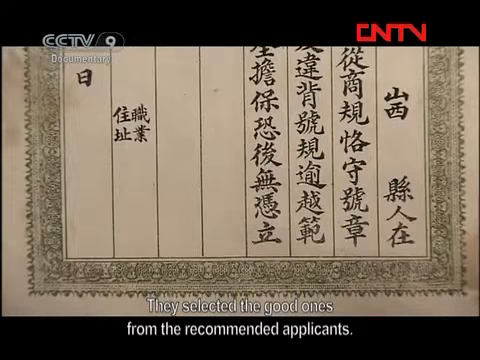 CCTV 9
Documentary
CNTV
山西 縣人在
從商規恪守號章
違背號規逾越範
擔保恐後無憑立
職業
住址
日
They selected the good ones
from the recommended applicants.